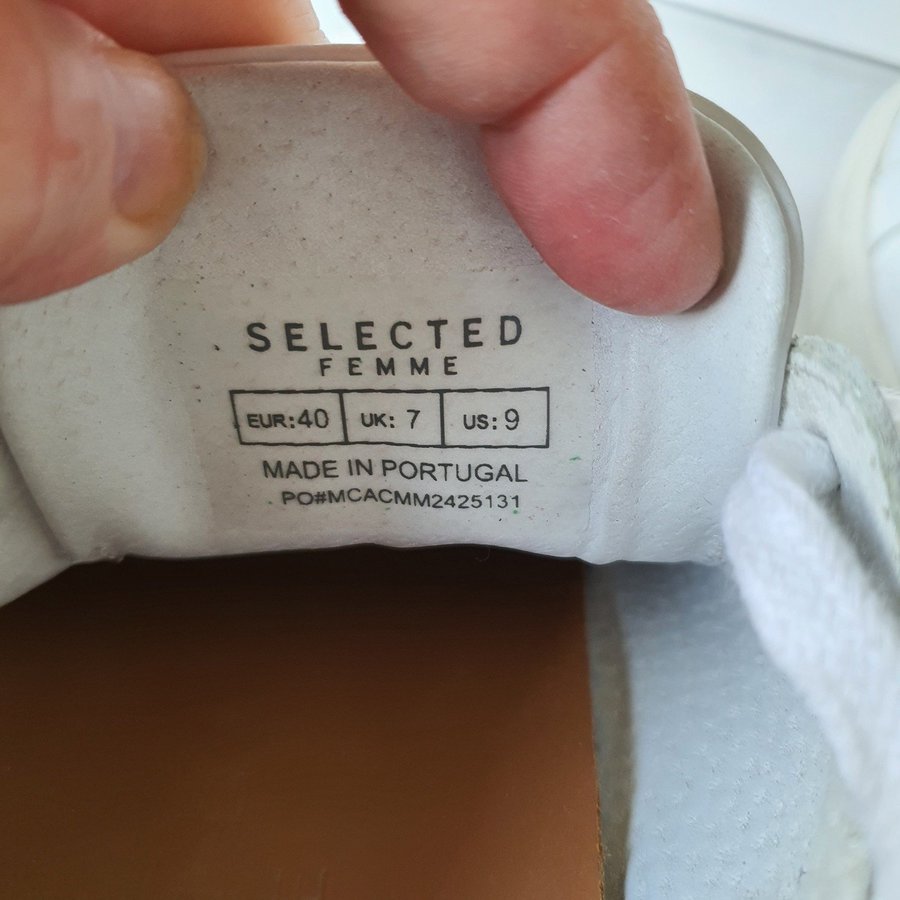 SELECTED
FEMME
EUR:40 UK: 7 US: 9
MADE IN PORTUGAL
PO#MCACMM2425131